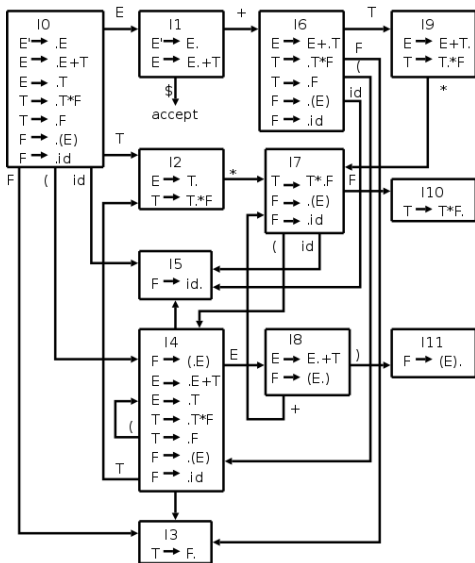 I0
E' → .E
E → .E+T
E → .T
T → .T*F
T → .F
F → .(E)
F → .id
E
I1
E' → E.
E → E.+T
$
accept
+
I6
E → E+.T
T → .T*F
T → .F
F → .(E)
F → .id
T
F
(
id
I9
E → E+T.
T → T.*F
*
T
I2
E → T.
T → T.*F
*
I7
T → T*.F
F → .(E)
F → .id
F
I10
T → T*F.
F
(
id
(
id
I5
F → id.
I4
F → (.E)
E → .E+T
E → .T
T → .T*F
T → .F
F → .(E)
F → .id
(
T
E
I8
E → E.+T
F → (E.)
+
)
I11
F → (E).
I3
T → F.